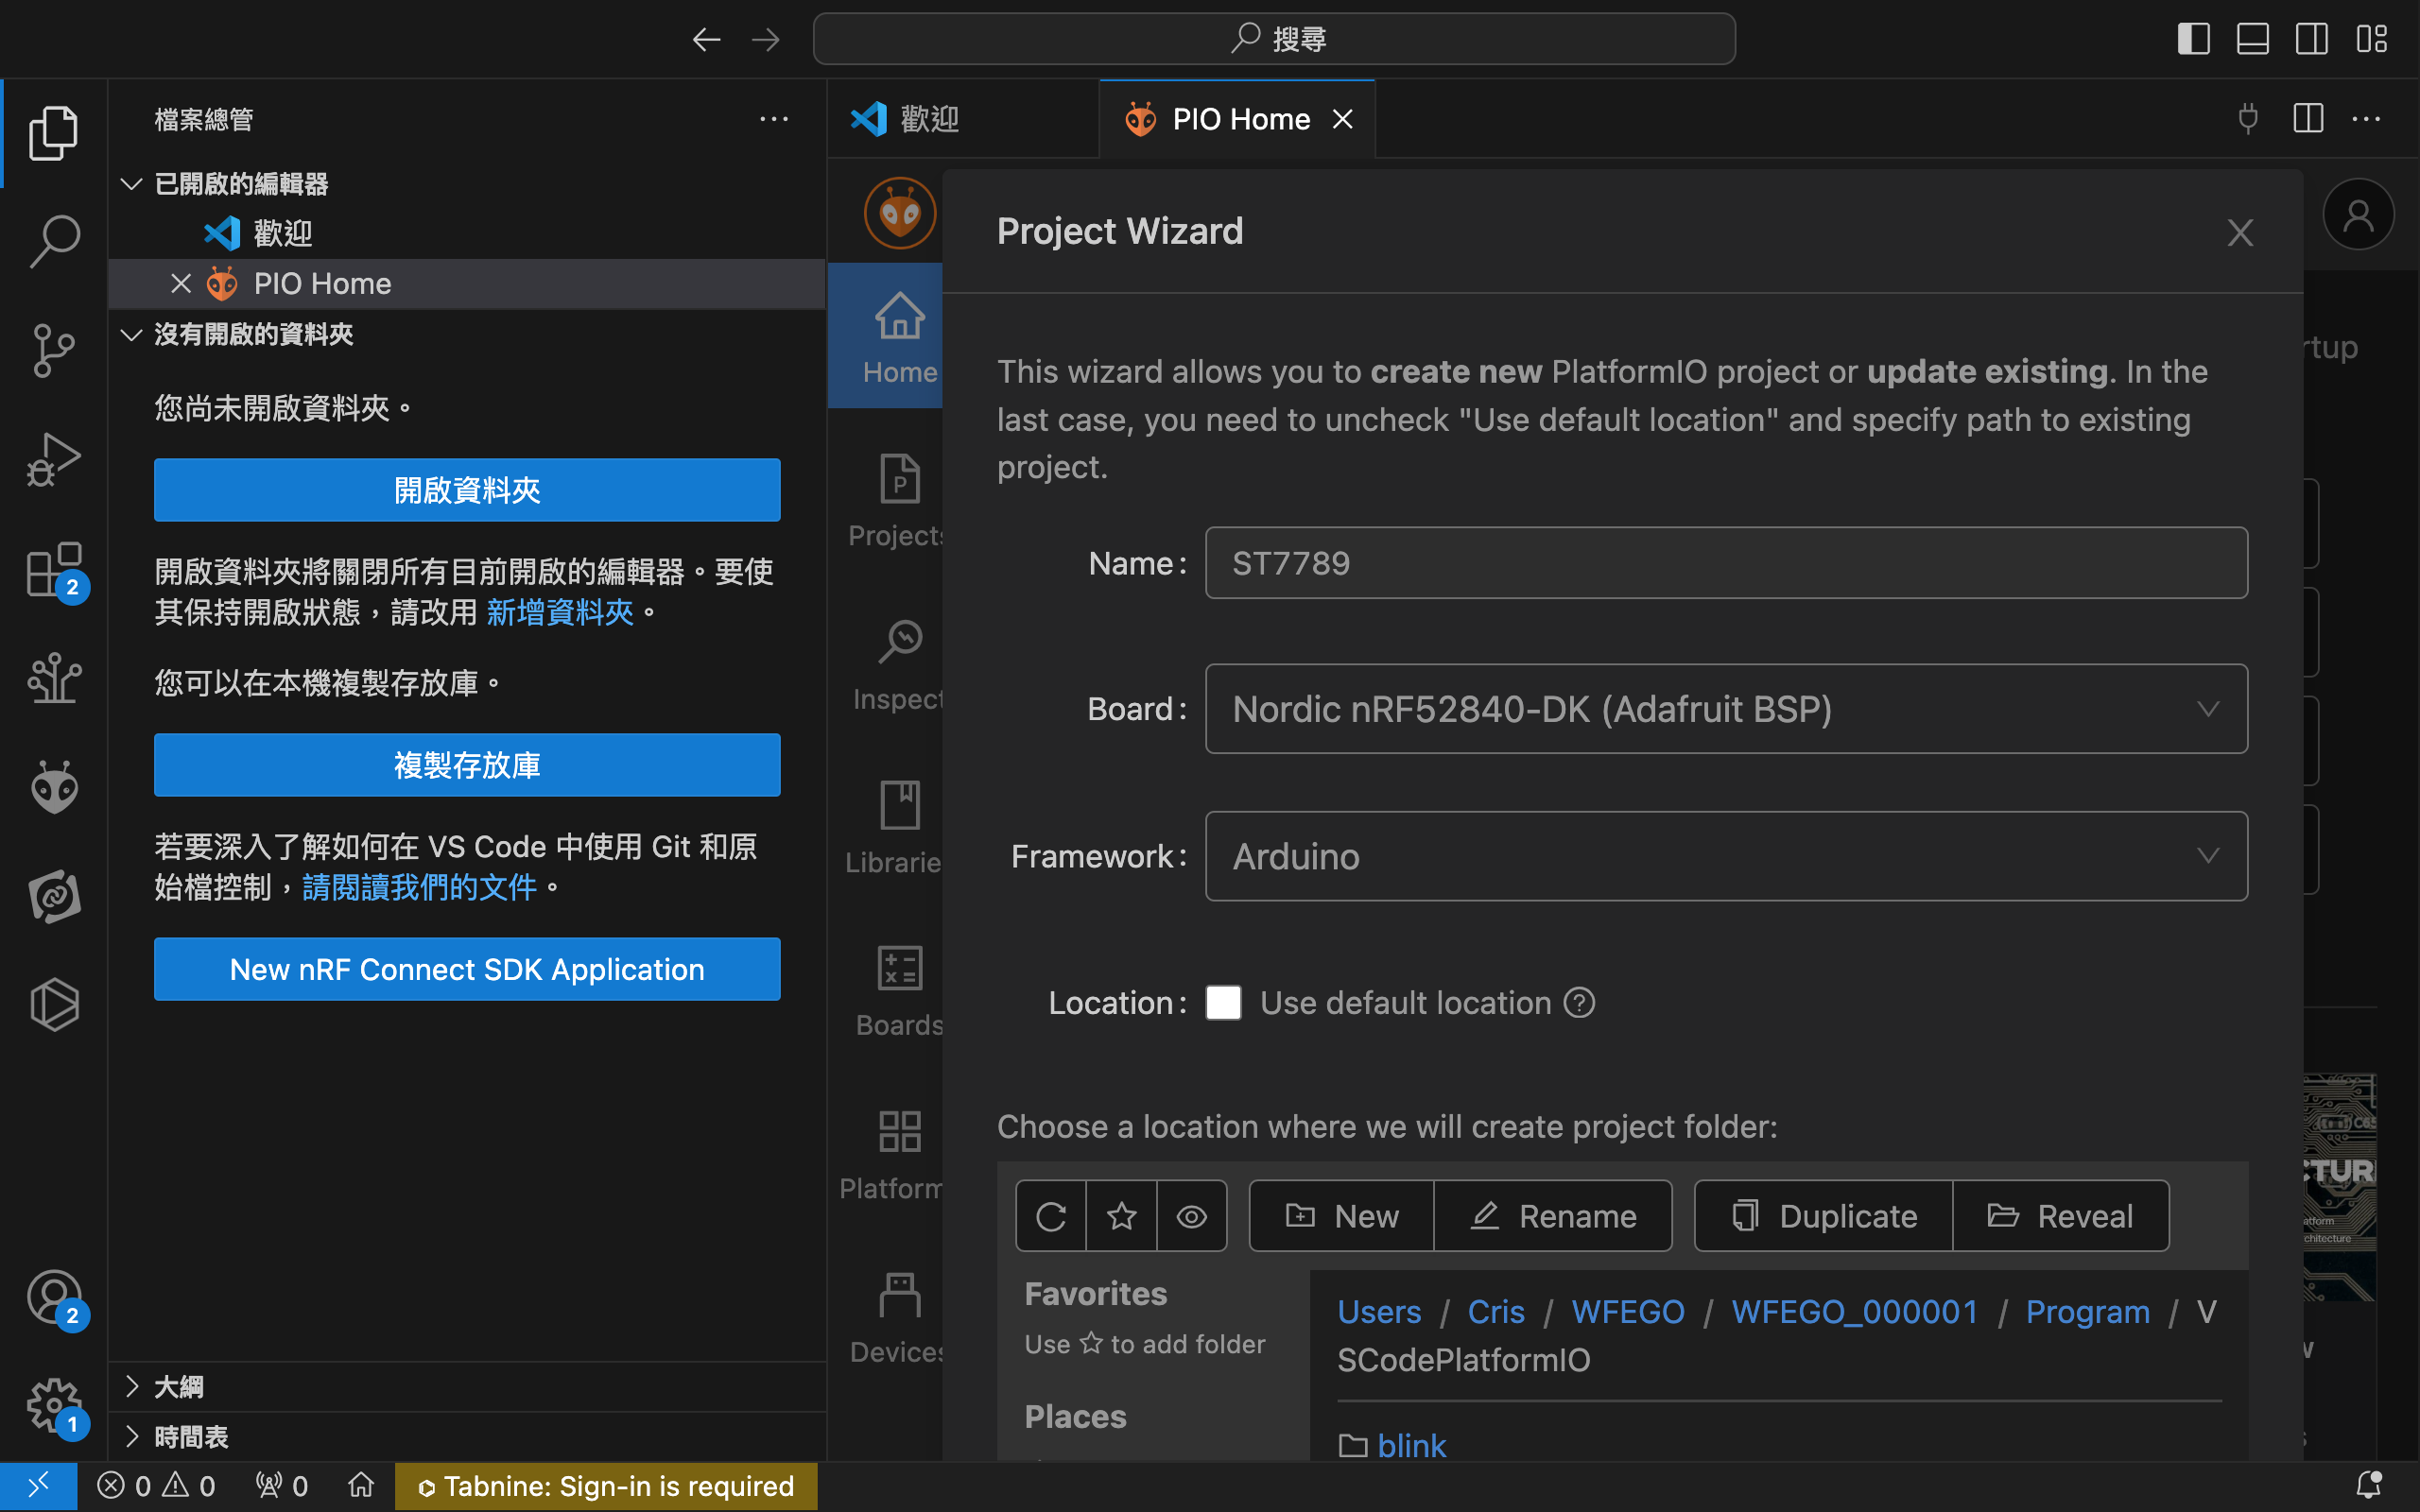 搜尋
檔案總管
已開啟的編輯器
歡迎
PIO Home
沒有開啟的資料夾
您尚未開啟資料夾。
開啟資料夾
開啟資料夾將關閉所有目前開啟的編輯器。要使
其保持開啟狀態，請改用 新增資料夾。
您可以在本機複製存放庫。
複製存放庫
若要深入了解如何在 VS Code 中使用 Git 和原
始檔控制，請閱讀我們的文件。
New nRF Connect SDK Application
大綱
時間表
2
2
1
歡迎
PIO Home
Home
Projects
Inspect
Librarie
Boards
Platform
Devices
Project Wizard
This wizard allows you to create new PlatformIO project or update existing. In the
last case, you need to uncheck "Use default location" and specify path to existing
project.
Name: ST7789
Board: Nordic nRF52840-DK (Adafruit BSP)
Framework: Arduino
Location: Use default location
Choose a location where we will create project folder:
New Rename Duplicate Reveal
Favorites
Use ☆ to add folder
Places
Users / Cris / WFEGO / WFEGO_000001 / Program / V
SCodePlatformIO
blink
rtup
CTUR
atform
chitecture
0 0 0 Tabnine: Sign-in is required